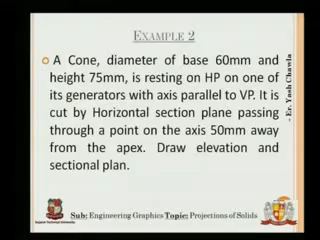 EXAMPLE 2
A Cone, diameter of base 60mm and
height 75mm, is resting on HP on one of
its generators with axis parallel to VP. It is
cut by Horizontal section plane passing
through a point on the axis 50mm away
from the apex. Draw elevation and
sectional plan.
- Er. Yash Chawla
Gujarat Technological University
Sub: Engineering Graphics Topic: Projections of Solids